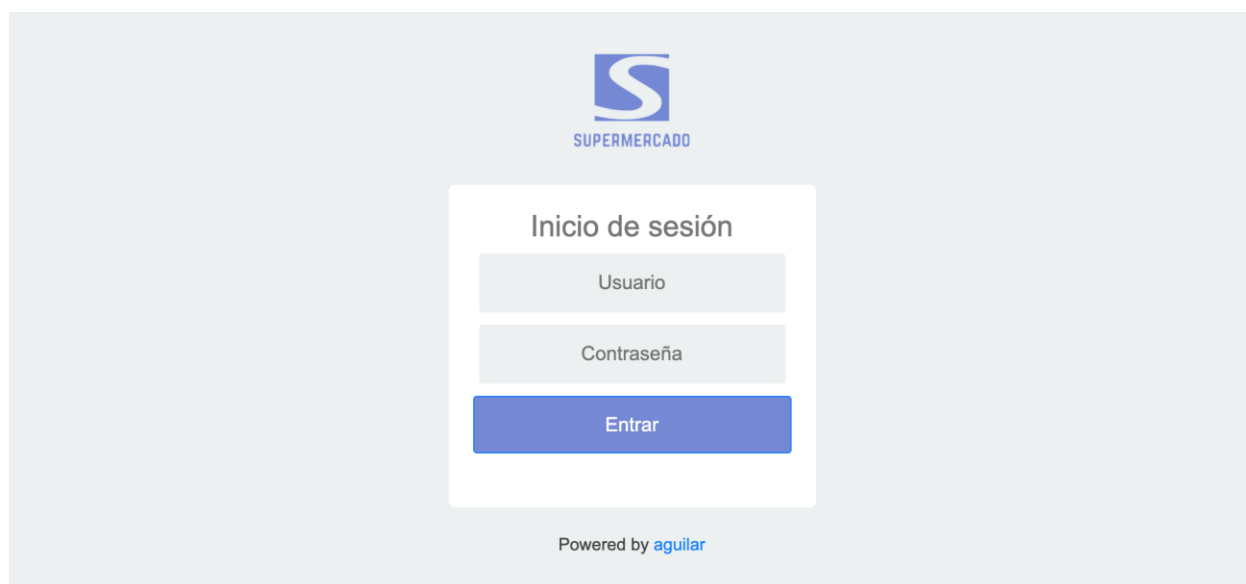 SUPERMERCADO
Inicio de sesión
Usuario
Contraseña
Entrar
Powered by aguilar